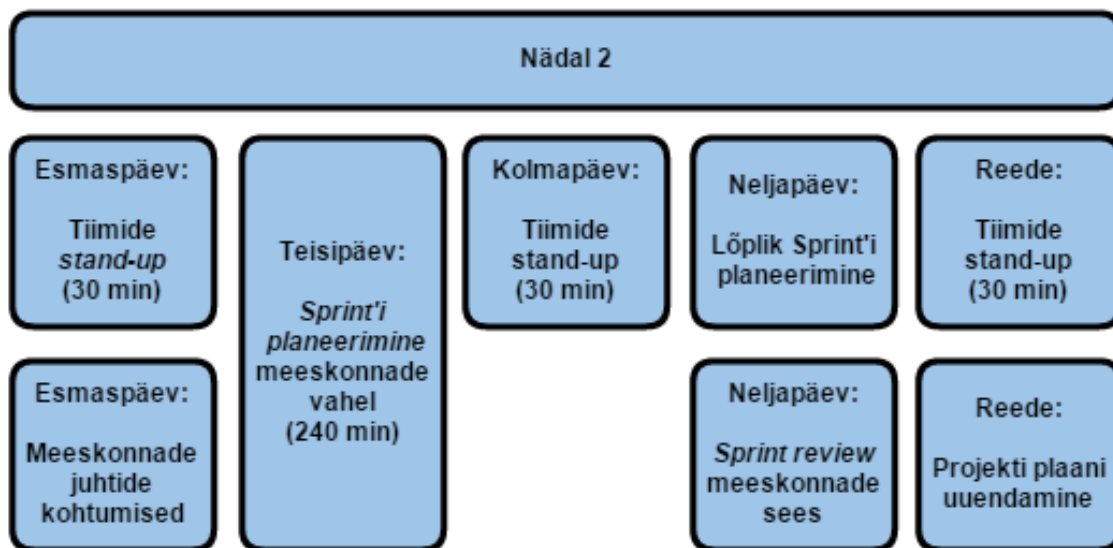 Nädal 2
Esmaspäev:
Tiimide
stand-up
(30 min)
Esmaspäev:
Meeskonnade
juhtide
kohtumised
Teisipäev:
Sprint'i
planeerimine
meeskonnade
vahel
(240 min)
Kolmapäev:
Tiimide
stand-up
(30 min)
Neljapäev:
Lõplik Sprint'i
planeerimine
Neljapäev:
Sprint review
meeskonnade
sees
Reede:
Tiimide
stand-up
(30 min)
Reede:
Projekti plaani
uuendamine